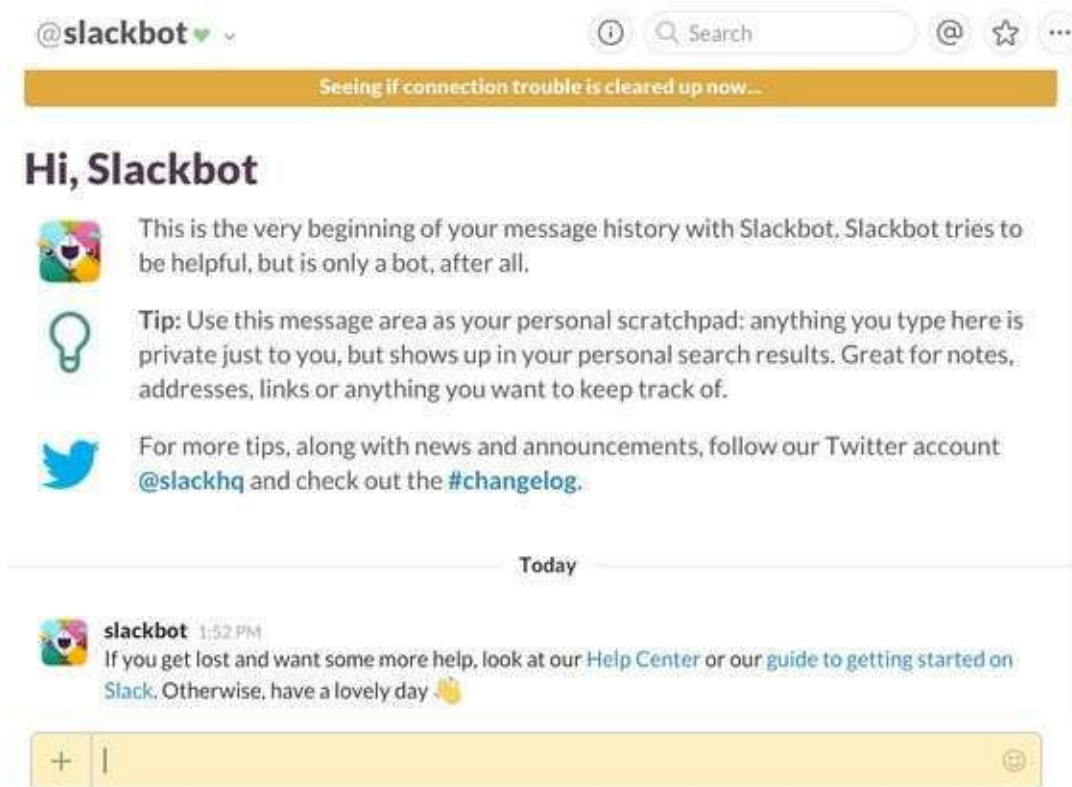 @slackbot
Search
Seeing if connection trouble is cleared up now...
Hi, Slackbot
This is the very beginning of your message history with Slackbot. Slackbot tries to
be helpful, but is only a bot, after all.
Tip: Use this message area as your personal scratchpad: anything you type here is
private just to you, but shows up in your personal search results. Great for notes,
addresses, links or anything you want to keep track of.
For more tips, along with news and announcements, follow our Twitter account
@slackhq and check out the #changelog.
Today
slackbot 1:52 PM
If you get lost and want some more help, look at our Help Center or our guide to getting started on
Slack. Otherwise, have a lovely day 👋